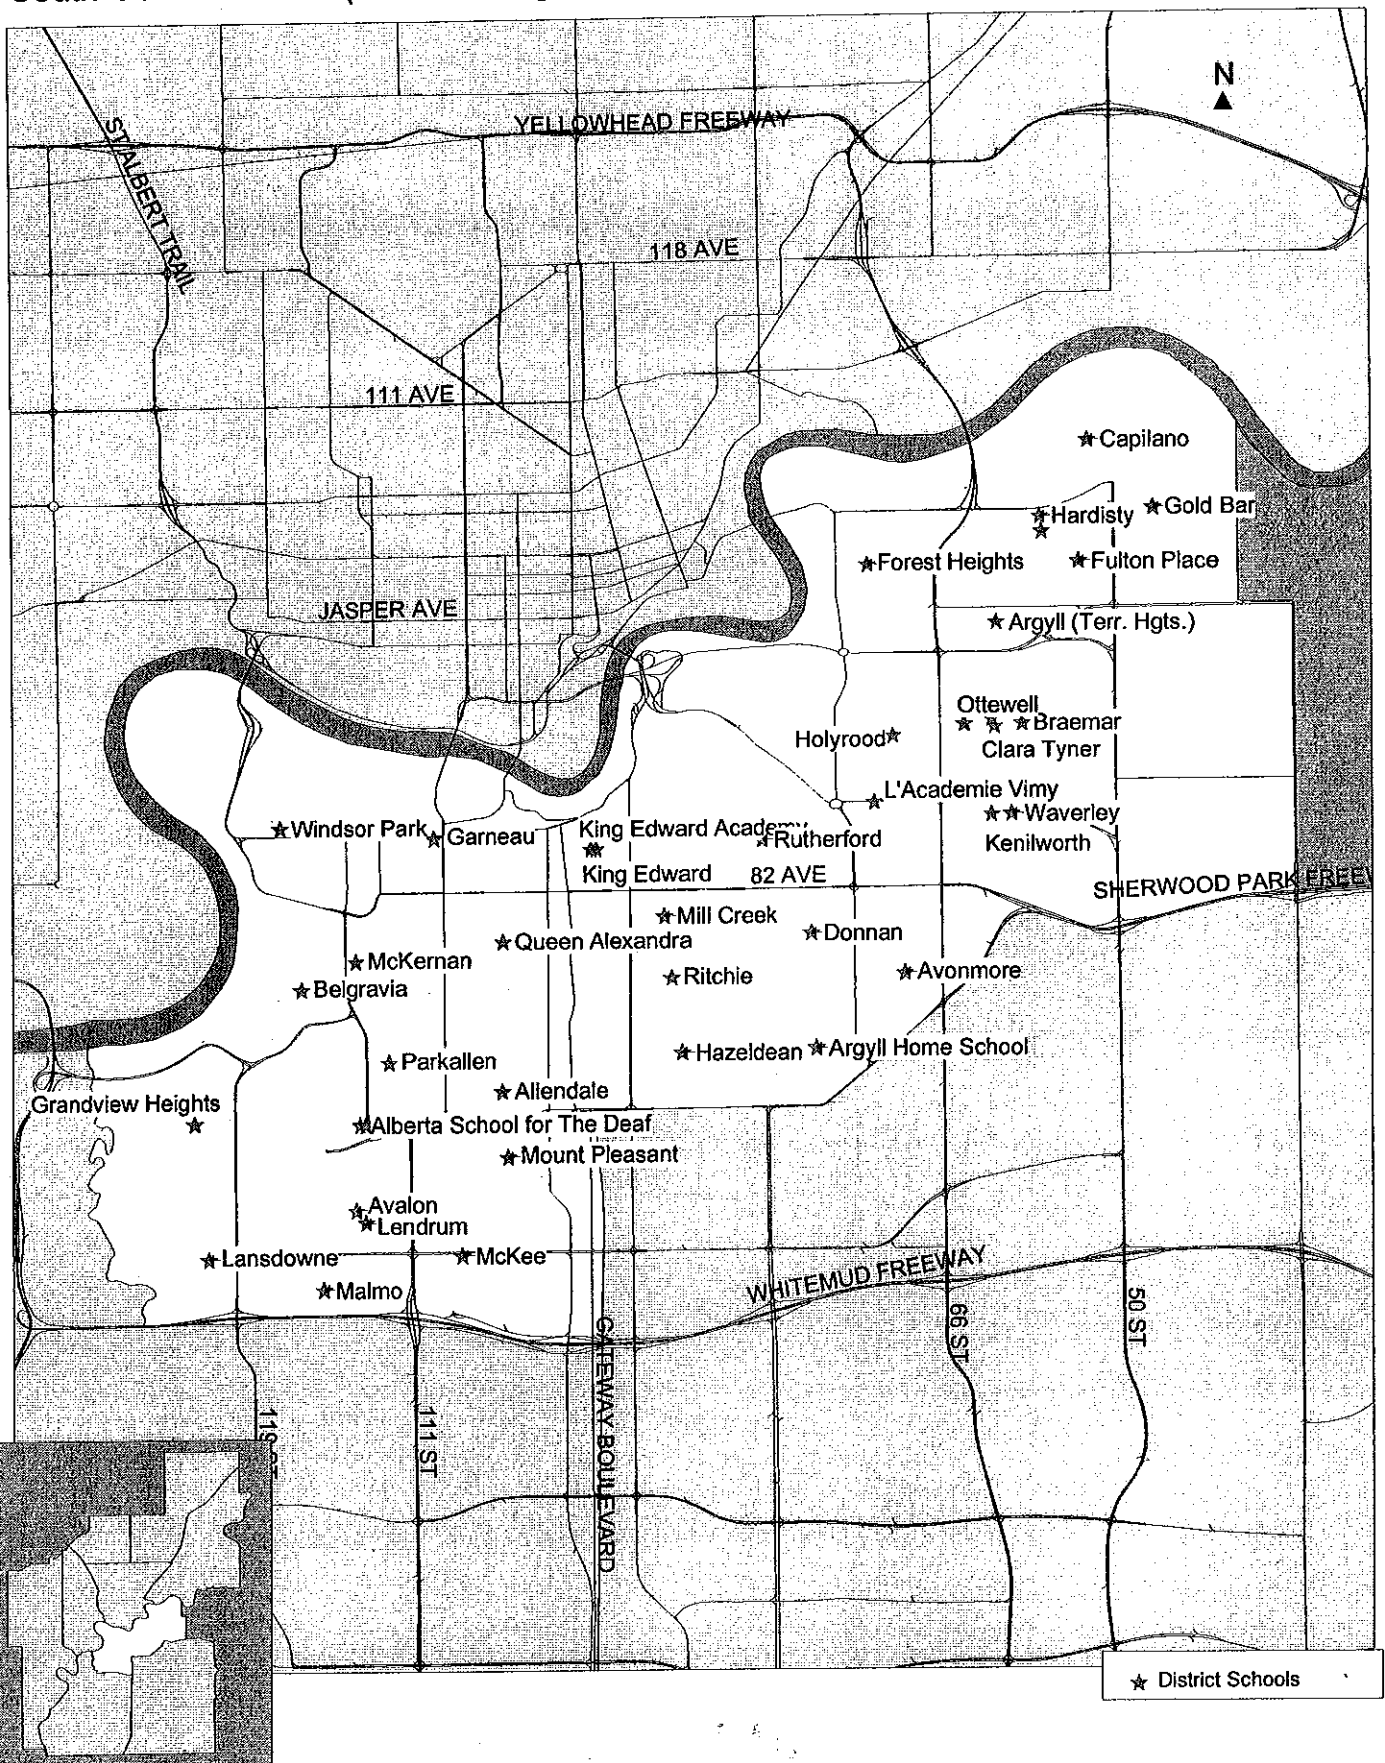 N
YELLOWHEAD FREEWAY
ST ALBERT TRAIL
118 AVE
111 AVE
Capilano
Gold Bar
Hardisty
Forest Heights
Fulton Place
JASPER AVE
Argyll (Terr. Hgts.)
Ottewell
Braemar
Holyrood
Clara Tyner
L'Academie Vimy
Waverley
Windsor Park
Garneau
King Edward Academy
Rutherford
Kenilworth
King Edward
82 AVE
SHERWOOD PARK FREEW
Mill Creek
Donnan
Queen Alexandra
McKernan
Ritchie
Avonmore
Belgravia
Hazeldean
Argyll Home School
Parkallen
Allendale
Grandview Heights
Alberta School for The Deaf
Mount Pleasant
Avalon
Lendrum
Lansdowne
McKee
WHITEMUD FREEWAY
Malmo
66 ST
50 ST
GATEWAY BOULEVARD
119 ST
111 ST
District Schools